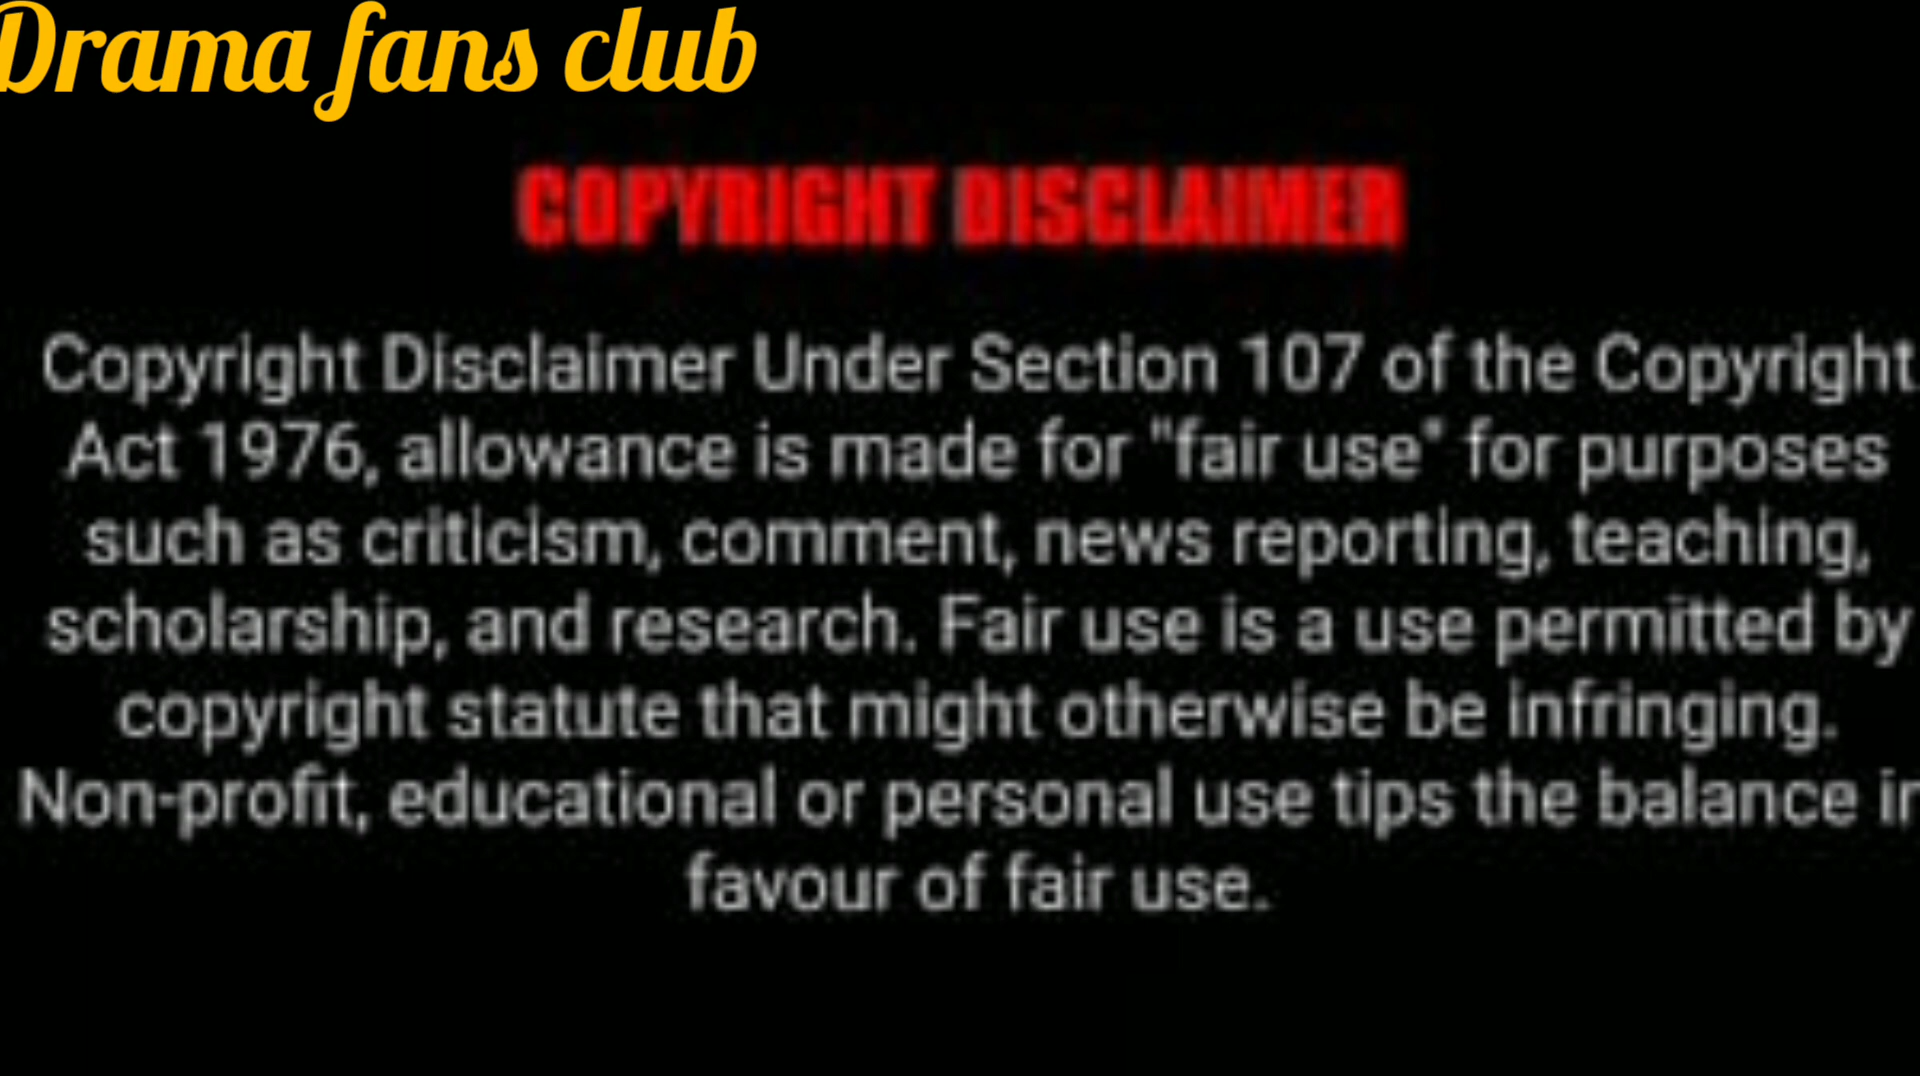 Drama fans club
COPYRIGHT DISCLAIMER
Copyright Disclaimer Under Section 107 of the Copyright
Act 1976, allowance is made for "fair use" for purposes
such as criticism, comment, news reporting, teaching,
scholarship, and research. Fair use is a use permitted by
copyright statute that might otherwise be infringing.
Non-profit, educational or personal use tips the balance in
favour of fair use.